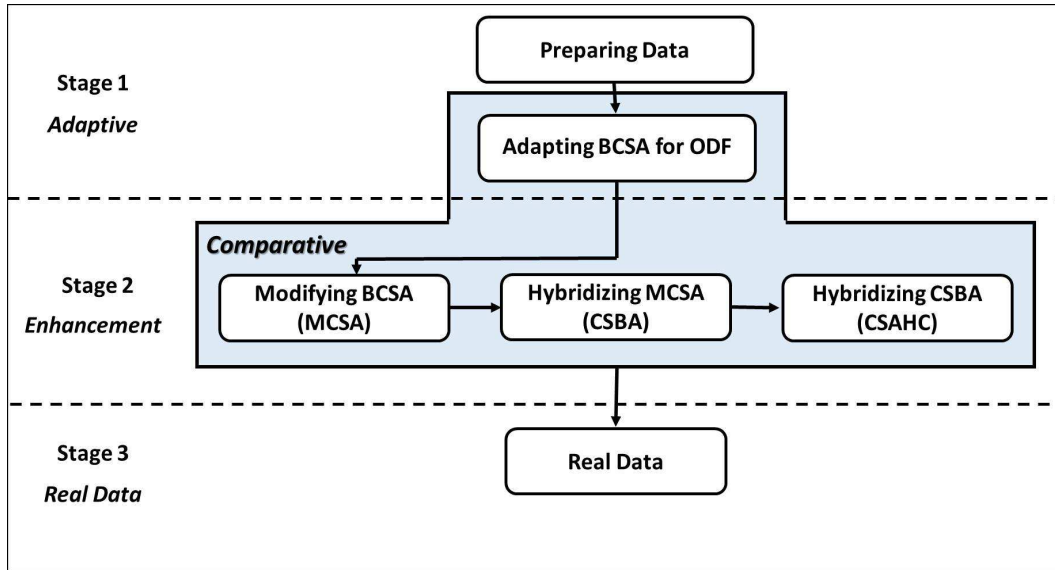 Preparing Data
Stage 1
Adaptive
Adapting BCSA for ODF
Comparative
Stage 2
Enhancement
Modifying BCSA
(MCSA)
Hybridizing MCSA
(CSBA)
Hybridizing CSBA
(CSAHC)
Stage 3
Real Data
Real Data